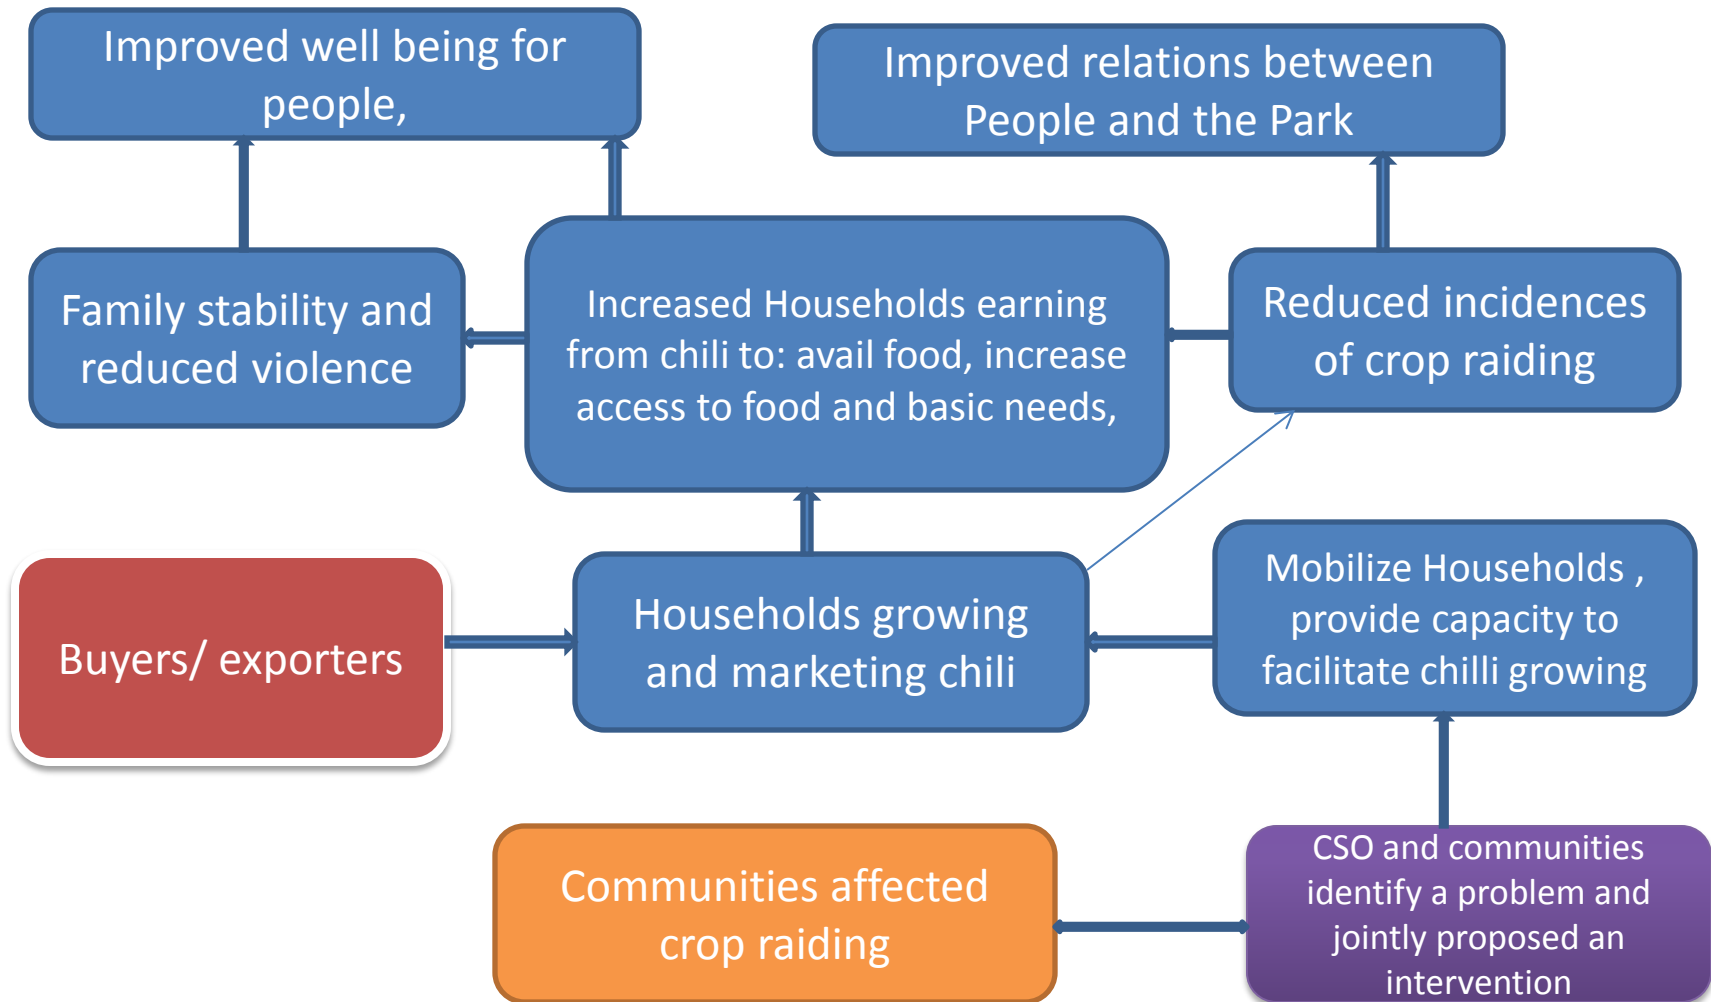 Improved well being for
people,
Improved relations between
People and the Park
Family stability and
reduced violence
Increased Households earning
from chili to: avail food, increase
access to food and basic needs,
Reduced incidences
of crop raiding
Buyers/ exporters
Households growing
and marketing chili
Mobilize Households ,
provide capacity to
facilitate chilli growing
Communities affected
crop raiding
CSO and communities
identify a problem and
jointly proposed an
intervention